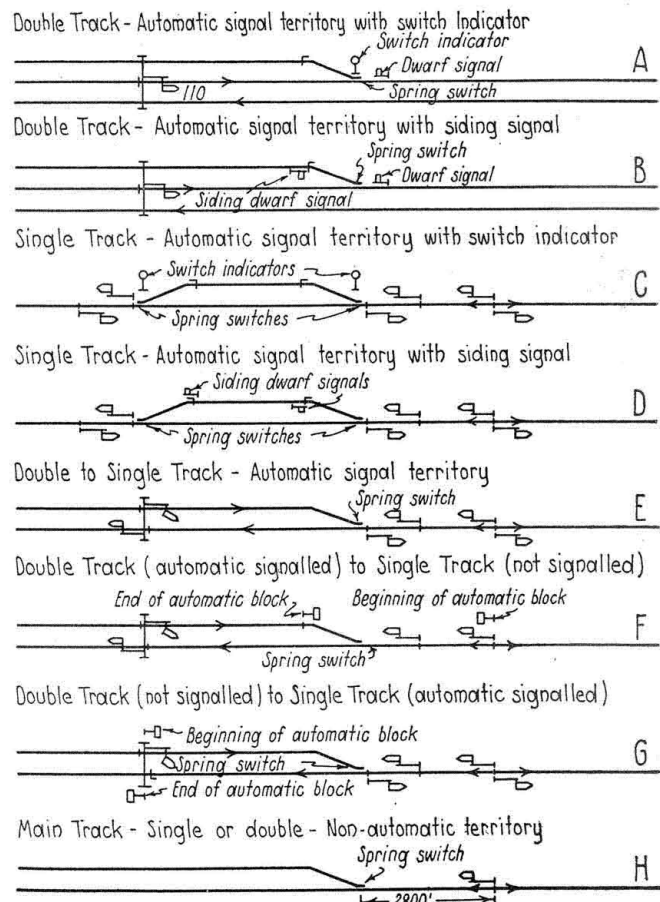 Double Track - Automatic signal territory with switch Indicator
Switch indicator
A
Dwarf signal
110
Spring switch
Double Track - Automatic signal territory with siding signal
Spring switch
B
Dwarf signal
Siding dwarf signal
Single Track - Automatic signal territory with switch indicator
Switch indicators
C
Spring switches
Single Track - Automatic signal territory with siding signal
Siding dwarf signals
D
Spring switches
Double to Single Track - Automatic signal territory
Spring switch
E
Double Track (automatic signalled) to Single Track (not signalled)
End of automatic block
Beginning of automatic block
F
Spring switch
Double Track (not signalled) to Single Track (automatic signalled)
Beginning of automatic block
G
Spring switch
End of automatic block
Main Track - Single or double - Non-automatic territory
Spring switch
H
2800'